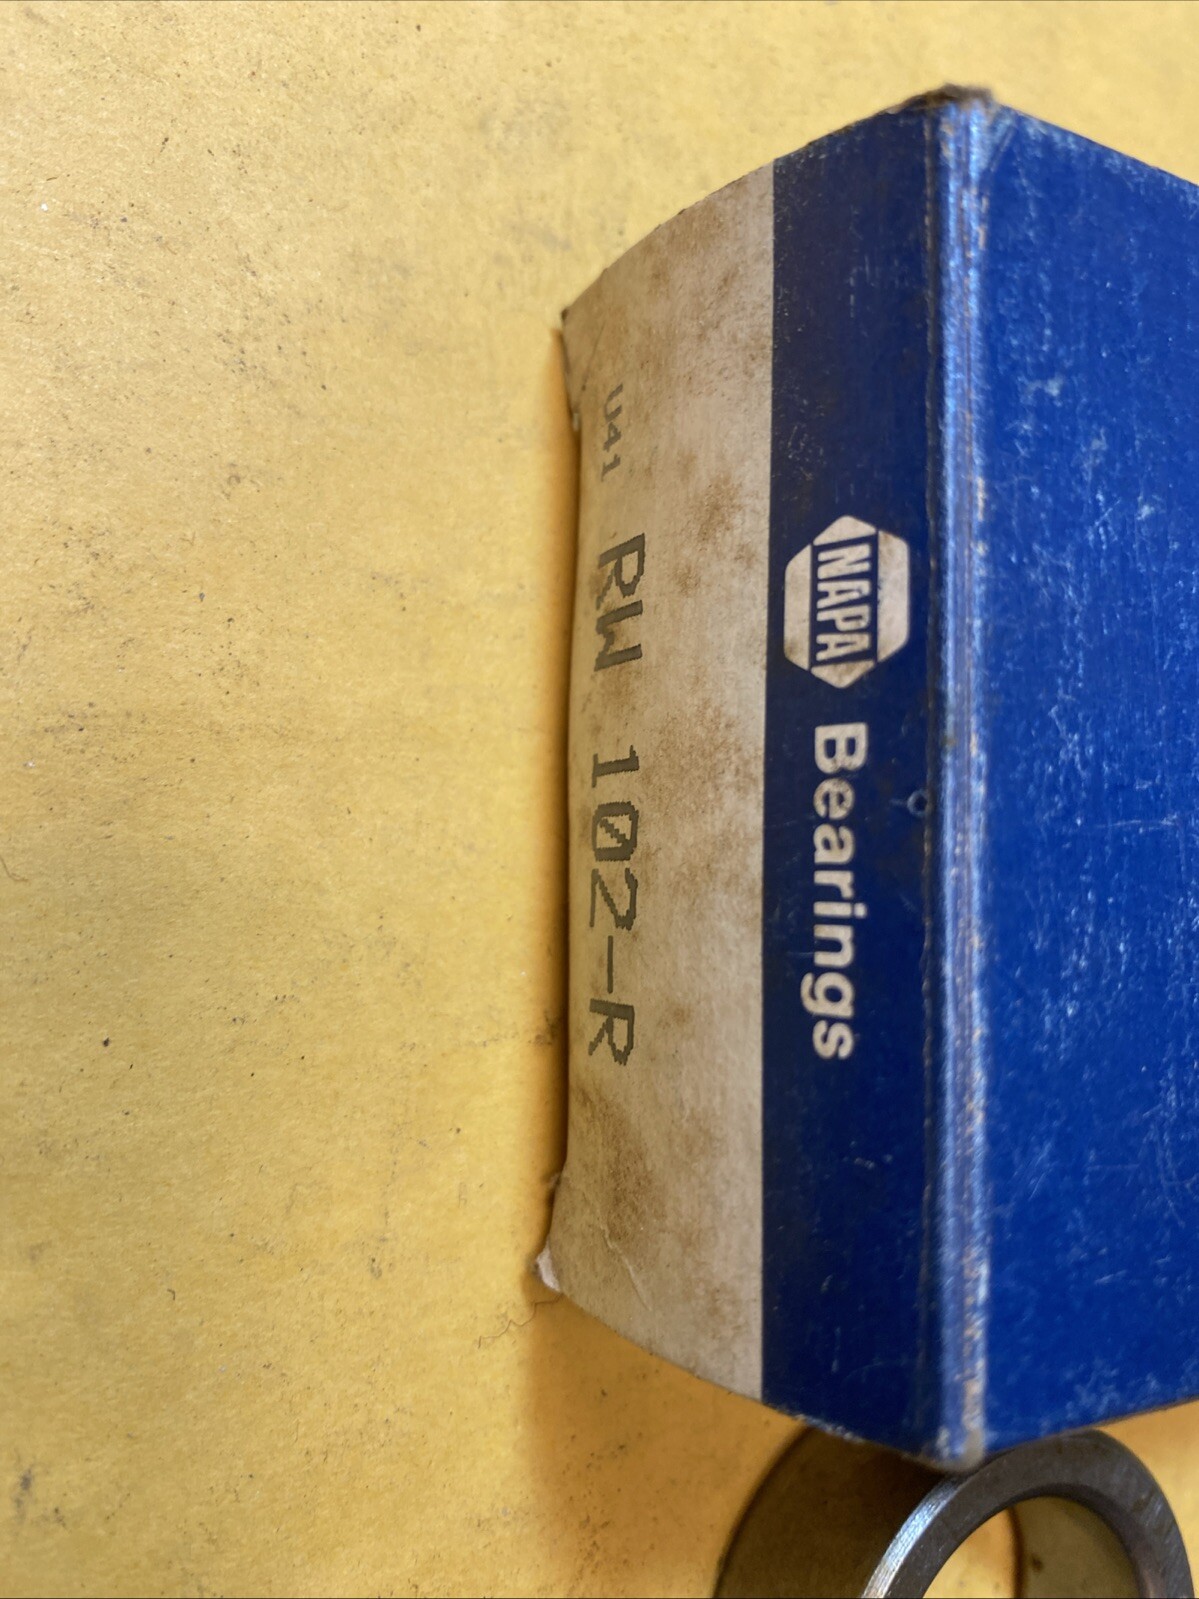 NAPA Bearings
U41 RW 102-R